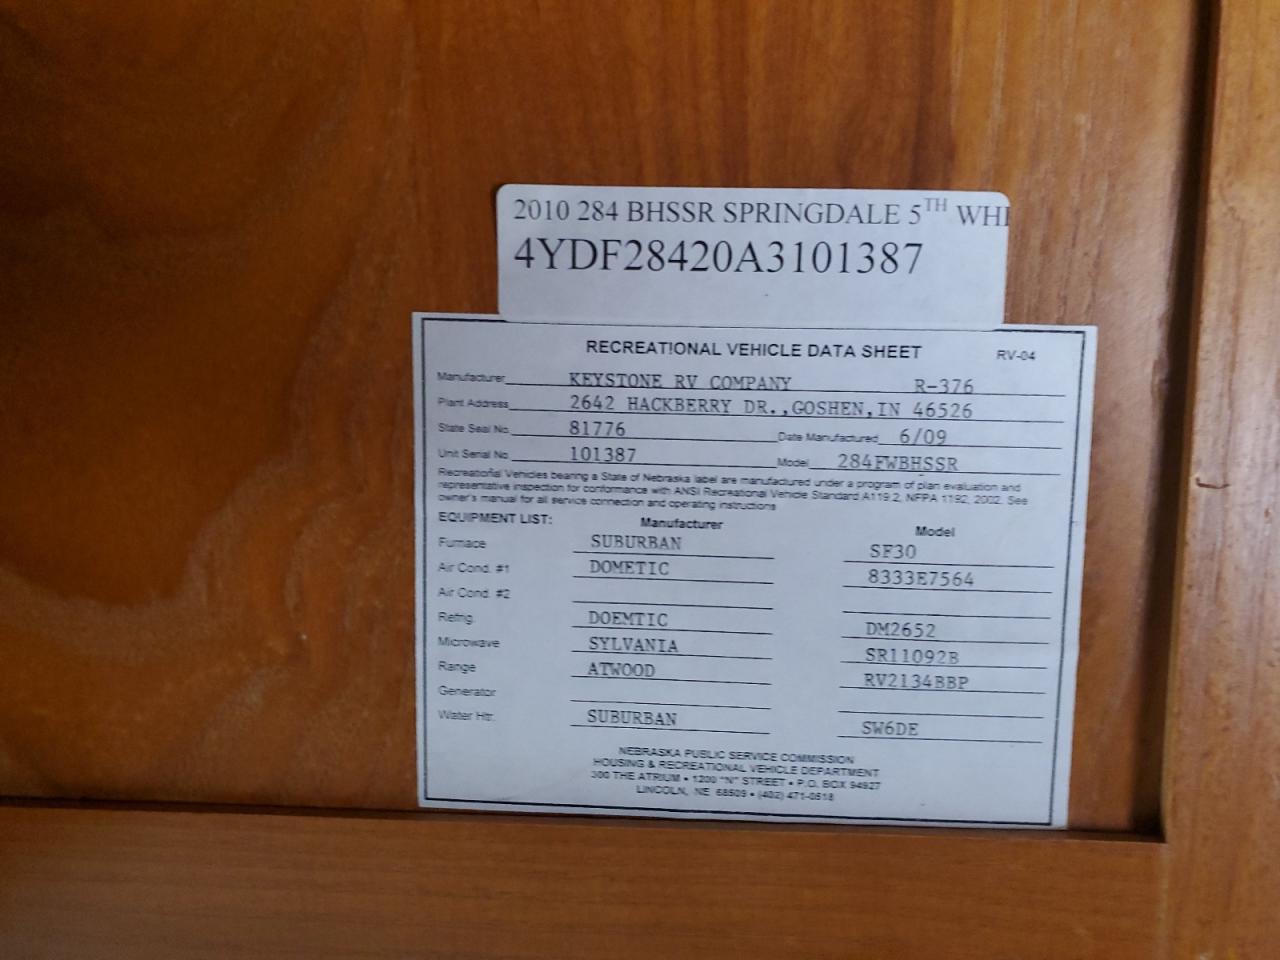 2010 284 BHSSR SPRINGDALE 5TH WH
4YDF28420A3101387
RECREATIONAL VEHICLE DATA SHEET RV-04
Manufacturer KEYSTONE RV COMPANY R-376
Plant Address 2642 HACKBERRY DR.,GOSHEN,IN 46526
State Seal No. 81776 Date Manufactured 6/09
Unit Serial No. 101387 Model 284FWBHSSR
Recreational Vehicles bearing a State of Nebraska label are manufactured under a program of plan evaluation and
representative inspection for conformance with ANSI Recreational Vehicle Standard A119.2, NFPA 1192, 2002. See
owner's manual for all service connection and operating instructions
EQUIPMENT LIST: Manufacturer Model
Furnace SUBURBAN SF30
Air Cond. #1 DOMETIC 8333E7564
Air Cond. #2
Refrig. DOEMTIC DM2652
Microwave SYLVANIA SR11092B
Range ATWOOD RV2134BBP
Generator
Water Htr. SUBURBAN SW6DE
NEBRASKA PUBLIC SERVICE COMMISSION
HOUSING & RECREATIONAL VEHICLE DEPARTMENT
300 THE ATRIUM • 1200 "N" STREET • P.O. BOX 94927
LINCOLN, NE 68509 • (402) 471-0518